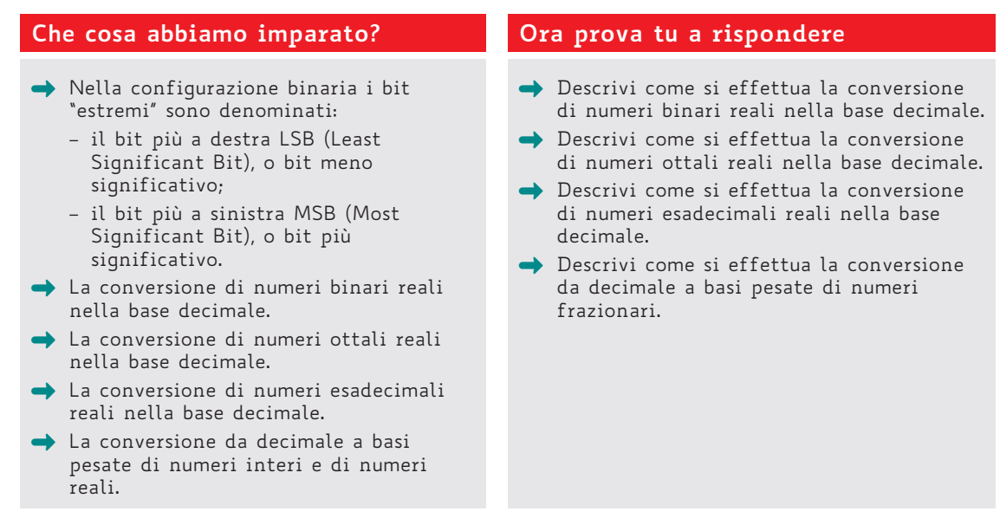 Che cosa abbiamo imparato?
➡ Nella configurazione binaria i bit
"estremi" sono denominati:
– il bit più a destra LSB (Least
Significant Bit), o bit meno
significativo;
– il bit più a sinistra MSB (Most
Significant Bit), o bit più
significativo.
➡ La conversione di numeri binari reali
nella base decimale.
➡ La conversione di numeri ottali reali
nella base decimale.
➡ La conversione di numeri esadecimali
reali nella base decimale.
➡ La conversione da decimale a basi
pesate di numeri interi e di numeri
reali.
Ora prova tu a rispondere
➡ Descrivi come si effettua la conversione
di numeri binari reali nella base decimale.
➡ Descrivi come si effettua la conversione
di numeri ottali reali nella base decimale.
➡ Descrivi come si effettua la conversione
di numeri esadecimali reali nella base
decimale.
➡ Descrivi come si effettua la conversione
da decimale a basi pesate di numeri
frazionari.